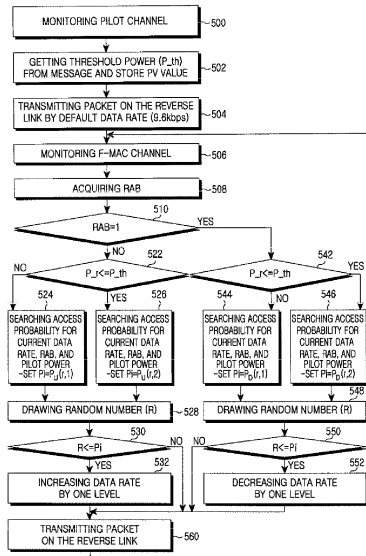 MONITORING PILOT CHANNEL
500
GETTING THRESHOLD POWER (P_th)
FROM MESSAGE AND STORE PV VALUE
502
TRANSMITTING PACKET ON THE REVERSE
LINK BY DEFAULT DATA RATE (9.6kbps)
504
MONITORING F-MAC CHANNEL
506
ACQUIRING RAB
508
510
RAB=1
YES
NO
522
P_r<=P_th
NO
YES
542
P_r<=P_th
YES
NO
524
SEARCHING ACCESS
PROBABILITY FOR
CURRENT DATA
RATE, RAB, AND
PILOT POWER
-SET Pi=PU(r,1)
526
SEARCHING ACCESS
PROBABILITY FOR
CURRENT DATA
RATE, RAB, AND
PILOT POWER
-SET Pi=PU(r,2)
544
SEARCHING ACCESS
PROBABILITY FOR
CURRENT DATA
RATE, RAB, AND
PILOT POWER
-SET Pi=PD(r,1)
546
SEARCHING ACCESS
PROBABILITY FOR
CURRENT DATA
RATE, RAB, AND
PILOT POWER
-SET Pi=PD(r,2)
DRAWING RANDOM NUMBER (R)
528
DRAWING RANDOM NUMBER (R)
548
530
R<=Pi
NO
YES
550
R<=Pi
NO
YES
532
INCREASING DATA RATE
BY ONE LEVEL
552
DECREASING DATA RATE
BY ONE LEVEL
TRANSMITTING PACKET
ON THE REVERSE LINK
560